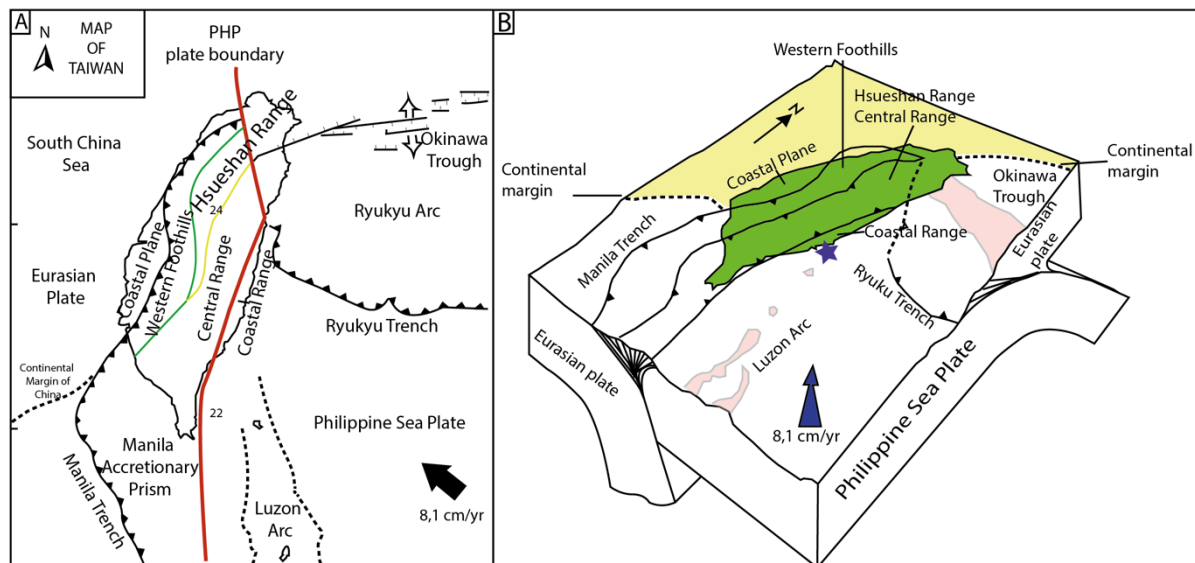 A
N
MAP
OF
TAIWAN
PHP
plate boundary
South China
Sea
Hsueshan Range
Okinawa
Trough
Ryukyu Arc
24
Coastal Plane
Western Foothills
Central Range
Coastal Range
Eurasian
Plate
Ryukyu Trench
Continental
Margin of
China
22
Philippine Sea Plate
Manila
Accretionary
Prism
Manila Trench
Luzon
Arc
8,1 cm/yr
B
Western Foothills
Hsueshan Range
Central Range
N
Continental
margin
Coastal Plane
Continental
margin
Okinawa
Trough
Manila Trench
Coastal Range
Eurasian
plate
Ryuku Trench
Luzon Arc
Eurasian plate
8,1 cm/yr
Philippine Sea Plate